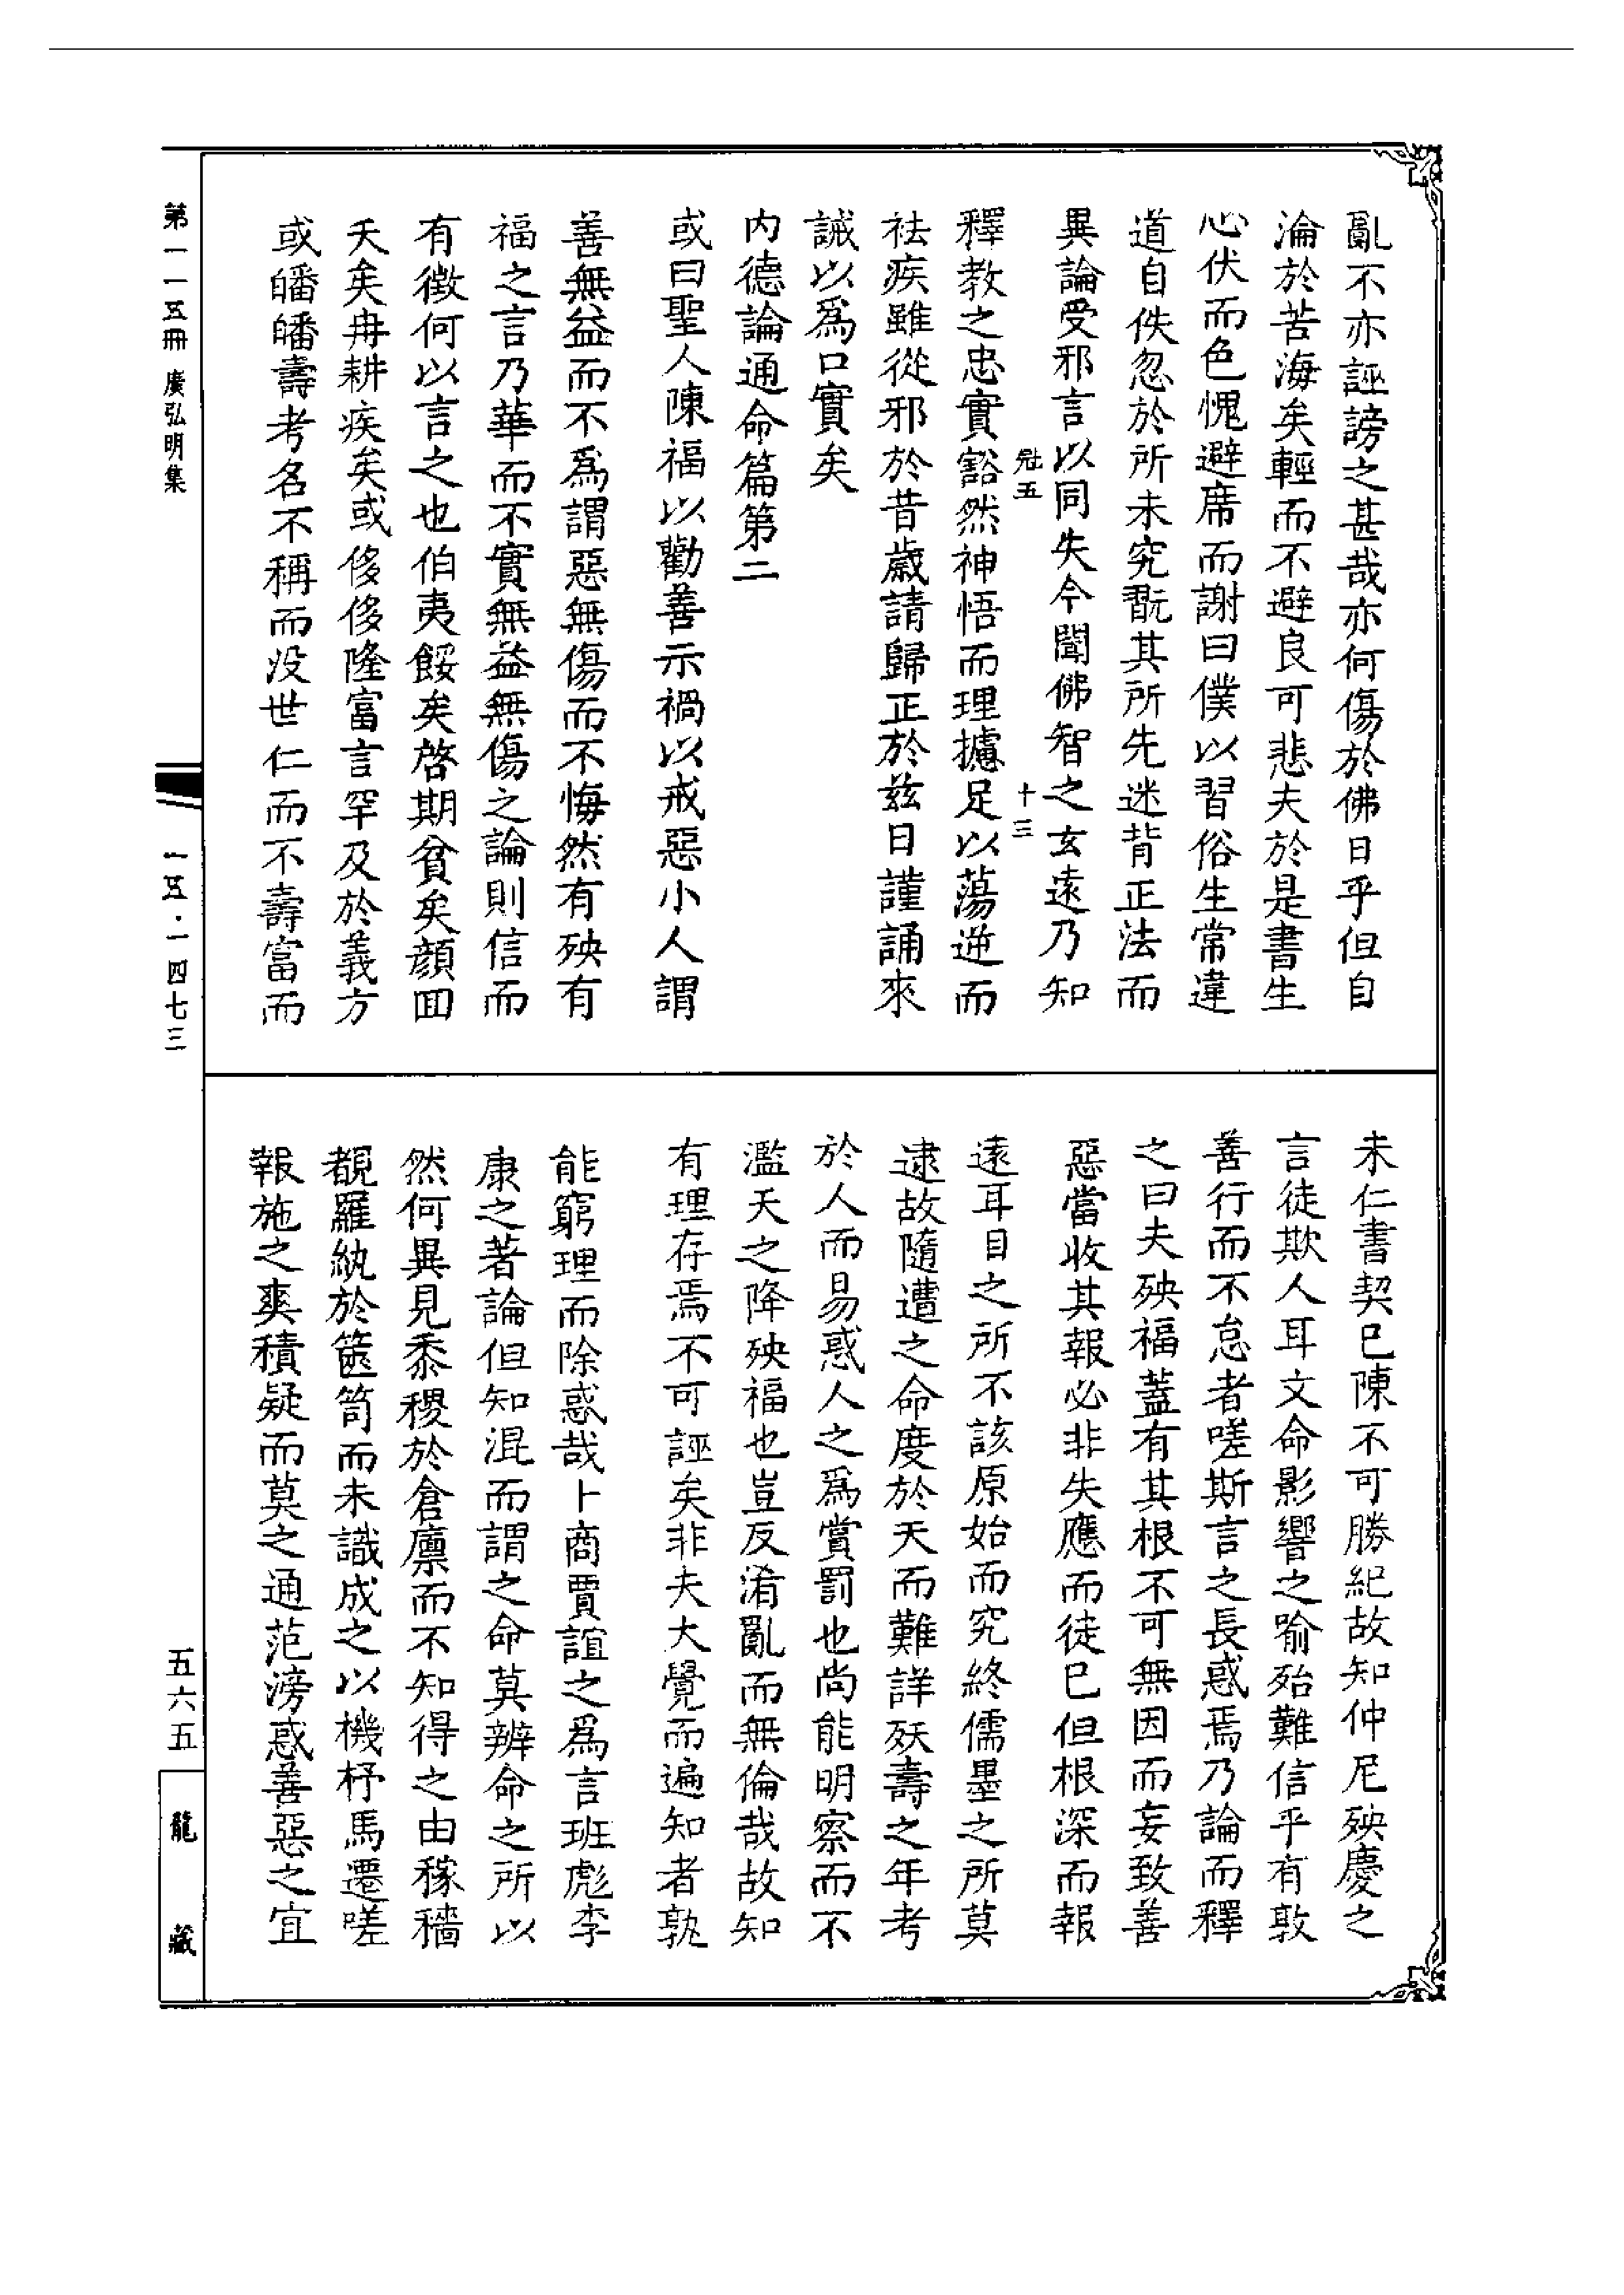 亂不亦誣謗之甚哉亦何傷於佛日乎但自
淪於苦海矣輕而不避良可悲夫於是書生
心伏而色愧避席而謝曰僕以習俗生常違
道自佚忽於所未究翫其所先迷背正法而
異論受邪言以同失今聞佛智之玄遠乃知
五
十三
釋教之忠實豁然神悟而理攄足以蕩迷而
祛疾雖從邪於昔歲請歸正於茲日謹誦來
誡以爲口實矣
内德論通命篇第二
或曰聖人陳福以勸善示禍以戒惡小人謂
善無益而不爲謂惡無傷而不悔然有殃有
福之言乃華而不實無益無傷之論則信而
有徵何以言之也伯夷餒矣啓期貧矣顔回
夭矣冉耕疾矣或侈侈隆富言罕及於義方
或皤皤壽考名不稱而没世仁而不壽富而
未仁書契已陳不可勝紀故知仲尼殃慶之
言徒欺人耳文命影響之喻殆難信乎有敦
善行而不怠者嗟斯言之長惑焉乃論而釋
之曰夫殃福蓋有其根不可無因而妄致善
惡當收其報必非失應而徒已但根深而報
遠耳目之所不該原始而究終儒墨之所莫
逮故隨遭之命度於天而難詳殀壽之年考
於人而易惑人之爲賞罰也尚能明察而不
濫天之降殃福也豈反淆亂而無倫哉故知
有理存焉不可誣矣非夫大覺而遍知者孰
能窮理而除惑哉卜商賈誼之爲言班彪李
康之著論但知混而謂之命莫辨命之所以
然何異見黍稷於倉廩而不知得之由稼穡
覩羅紈於篋笥而未識成之以機杼馬遷嗟
報施之爽積疑而莫之通范滂惑善惡之宜
第一一五冊 廣弘明集
一一五·一四七三
五六五
龍藏